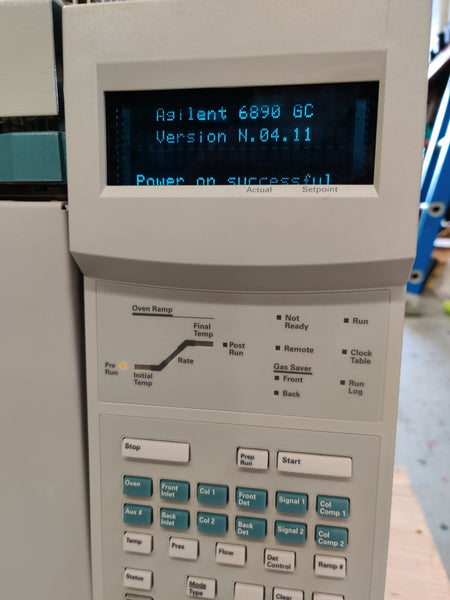 Agilent 6890 GC
Version N.04.11
Power on successful
Actual Setpoint
Oven Ramp
Final Temp
Not Ready
Run
Post Run
Remote
Clock Table
Pre Run
Rate
Initial Temp
Gas Saver
Front
Run Log
Back
Stop
Prep Run
Start
Oven
Front Inlet
Col 1
Front Det
Signal 1
Col Comp 1
Aux #
Back Inlet
Col 2
Back Det
Signal 2
Col Comp 2
Temp
Pres
Flow
Det Control
Ramp #
Status
Mode Type
Clear